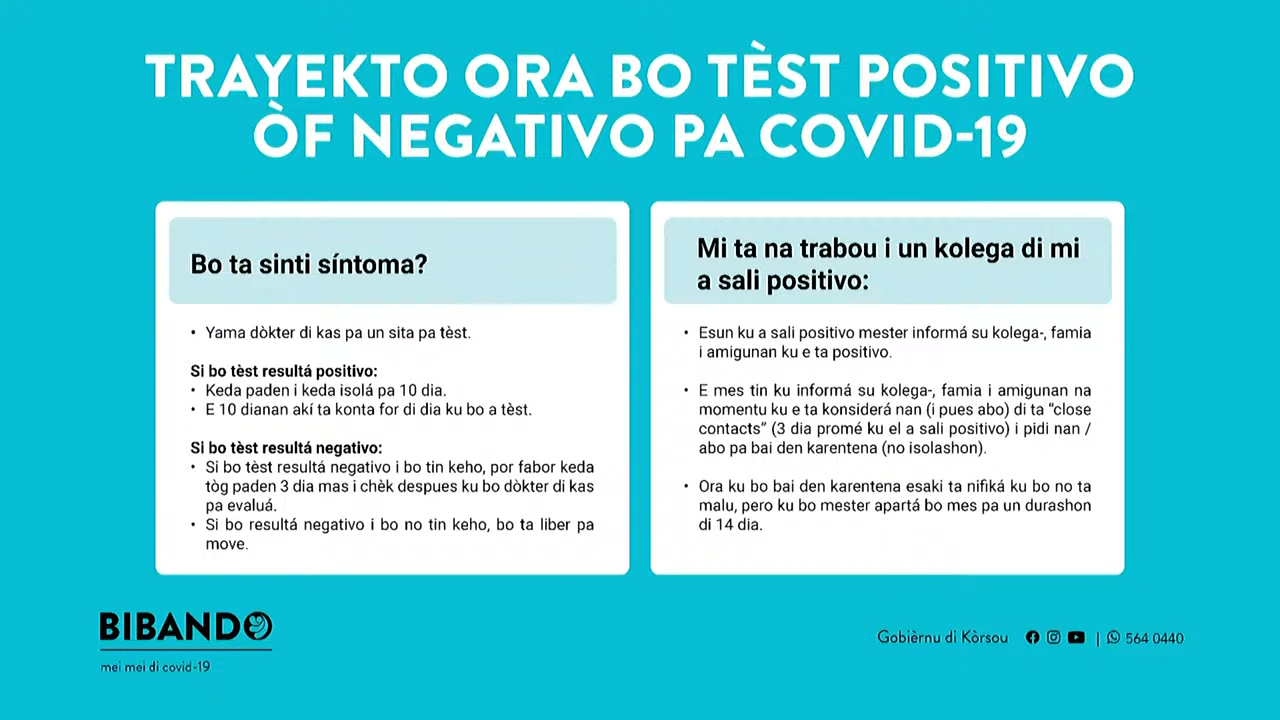 TRAYEKTO ORA BO TÈST POSITIVO
ÒF NEGATIVO PA COVID-19
Bo ta sinti síntoma?
• Yama dòkter di kas pa un sita pa tèst.
Si bo tèst resultá positivo:
• Keda paden i keda isolá pa 10 dia.
• E 10 dianan akí ta konta for di dia ku bo a tèst.
Si bo tèst resultá negativo:
• Si bo tèst resultá negativo i bo tin keho, por fabor keda
tòg paden 3 dia mas i chèk despues ku bo dòkter di kas
pa evaluá.
• Si bo resultá negativo i bo no tin keho, bo ta liber pa
move.
Mi ta na trabou i un kolega di mi
a sali positivo:
• Esun ku a sali positivo mester informá su kolega-, famia
i amigunan ku e ta positivo.
• E mes tin ku informá su kolega-, famia i amigunan na
momentu ku e ta konsiderá nan (i pues abo) di ta “close
contacts” (3 dia promé ku el a sali positivo) i pidi nan /
abo pa bai den karentena (no isolashon).
• Ora ku bo bai den karentena esaki ta nifiká ku bo no ta
malu, pero ku bo mester apartá bo mes pa un durashon
di 14 dia.
BIBANDO
mei mei di covid-19
Gobièrnu di Kòrsou | 564 0440